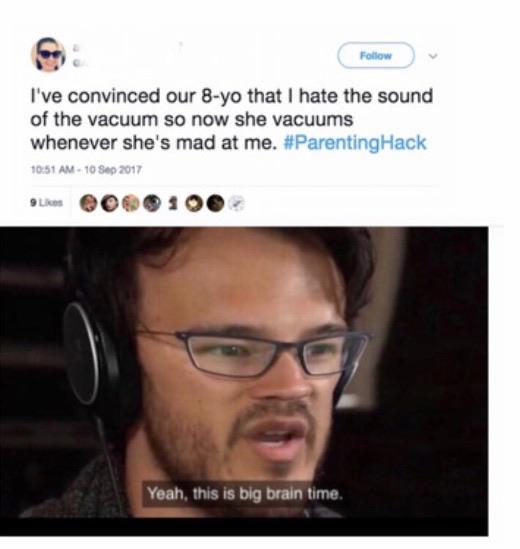 Follow
I've convinced our 8-yo that I hate the sound
of the vacuum so now she vacuums
whenever she's mad at me. #ParentingHack
10:51 AM - 10 Sep 2017
9 Likes
Yeah, this is big brain time.